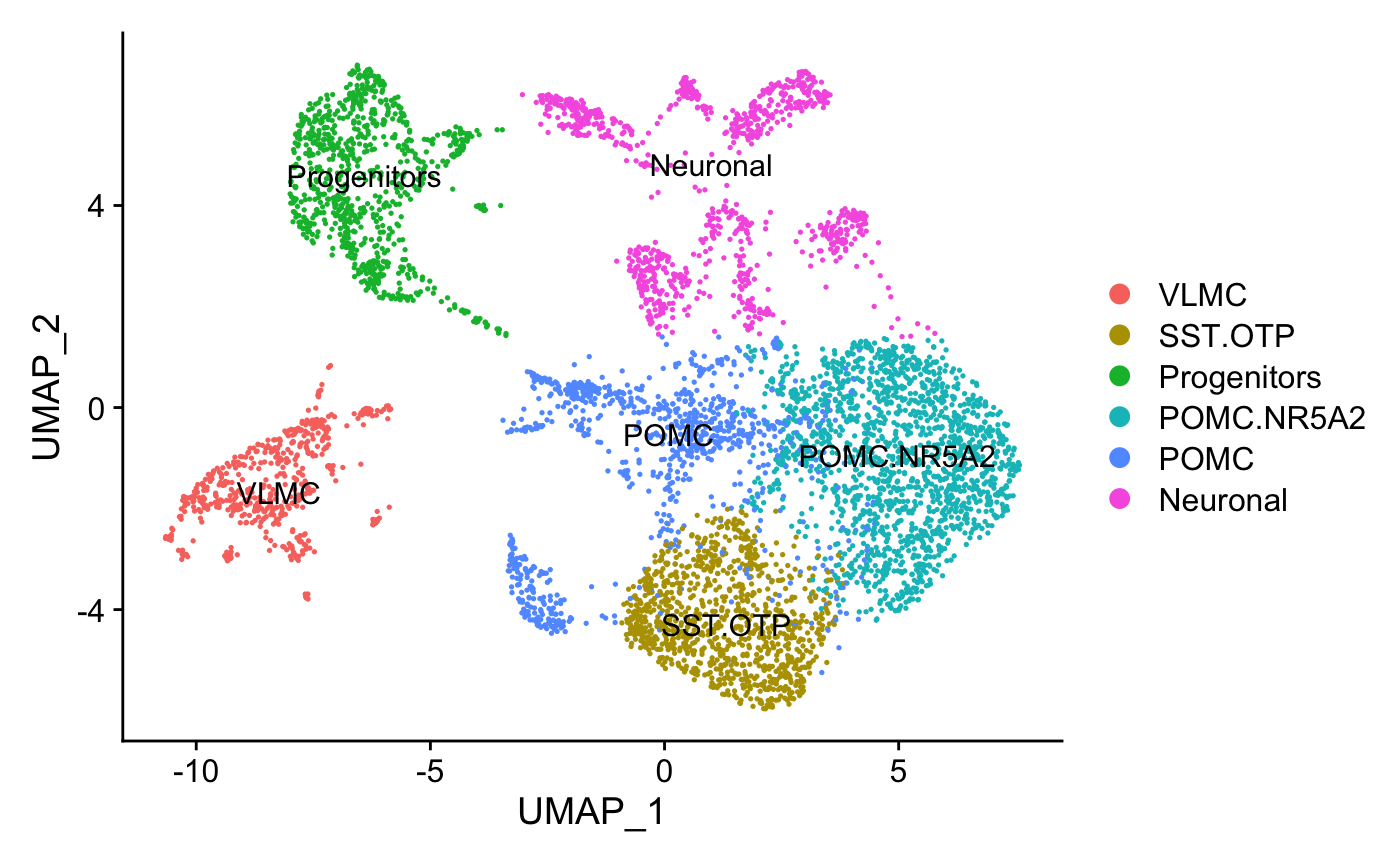 UMAP_2
4
0
-4
-10
-5
0
5
UMAP_1
Progenitors
Neuronal
POMC
POMC.NR5A2
VLMC
SST.OTP
VLMC
SST.OTP
Progenitors
POMC.NR5A2
POMC
Neuronal